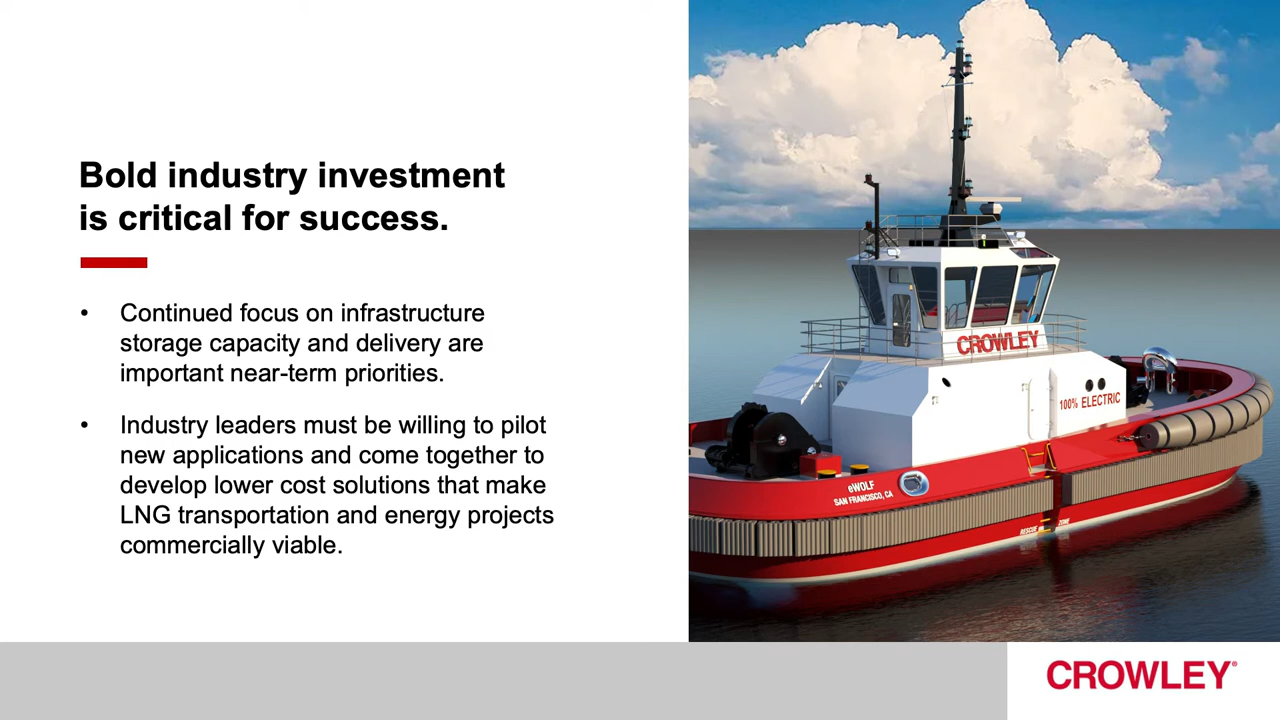 Bold industry investment
is critical for success.
• Continued focus on infrastructure
storage capacity and delivery are
important near-term priorities.
• Industry leaders must be willing to pilot
new applications and come together to
develop lower cost solutions that make
LNG transportation and energy projects
commercially viable.
CROWLEY
100% ELECTRIC
eWOLF
SAN FRANCISCO, CA
RESCUE ZONE
CROWLEY®